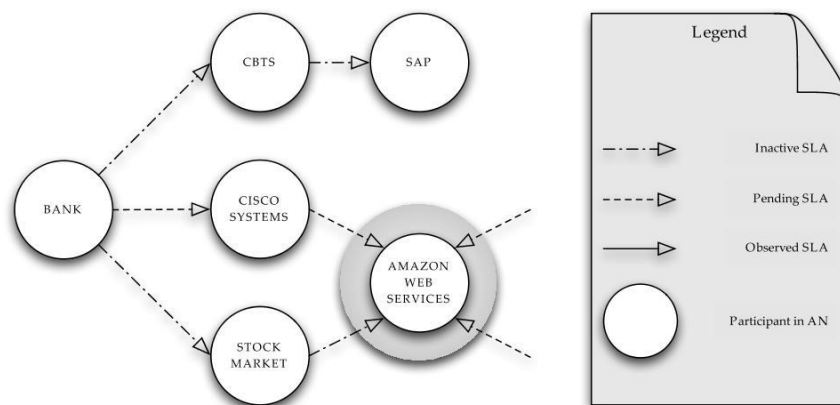 CBTS
SAP
BANK
CISCO
SYSTEMS
AMAZON
WEB
SERVICES
STOCK
MARKET
Legend
Inactive SLA
Pending SLA
Observed SLA
Participant in AN